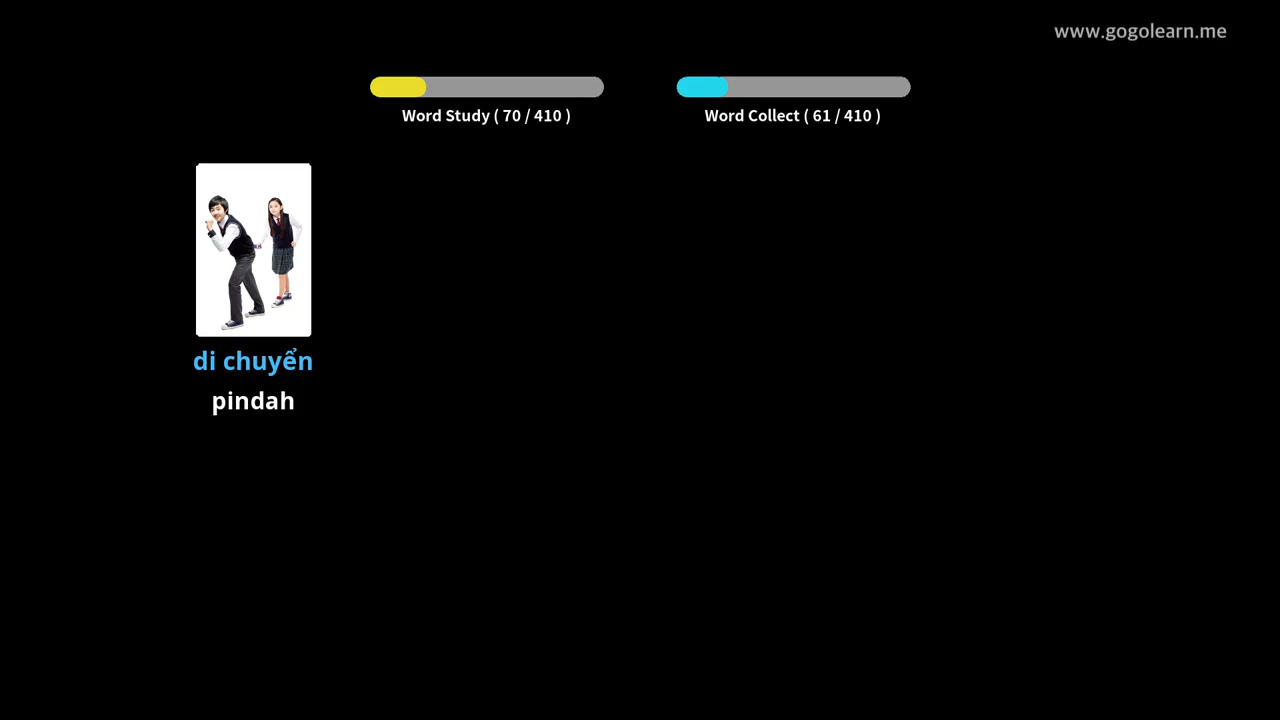 www.gogolearn.me
Word Study ( 70 / 410 )
Word Collect ( 61 / 410 )
di chuyển
pindah